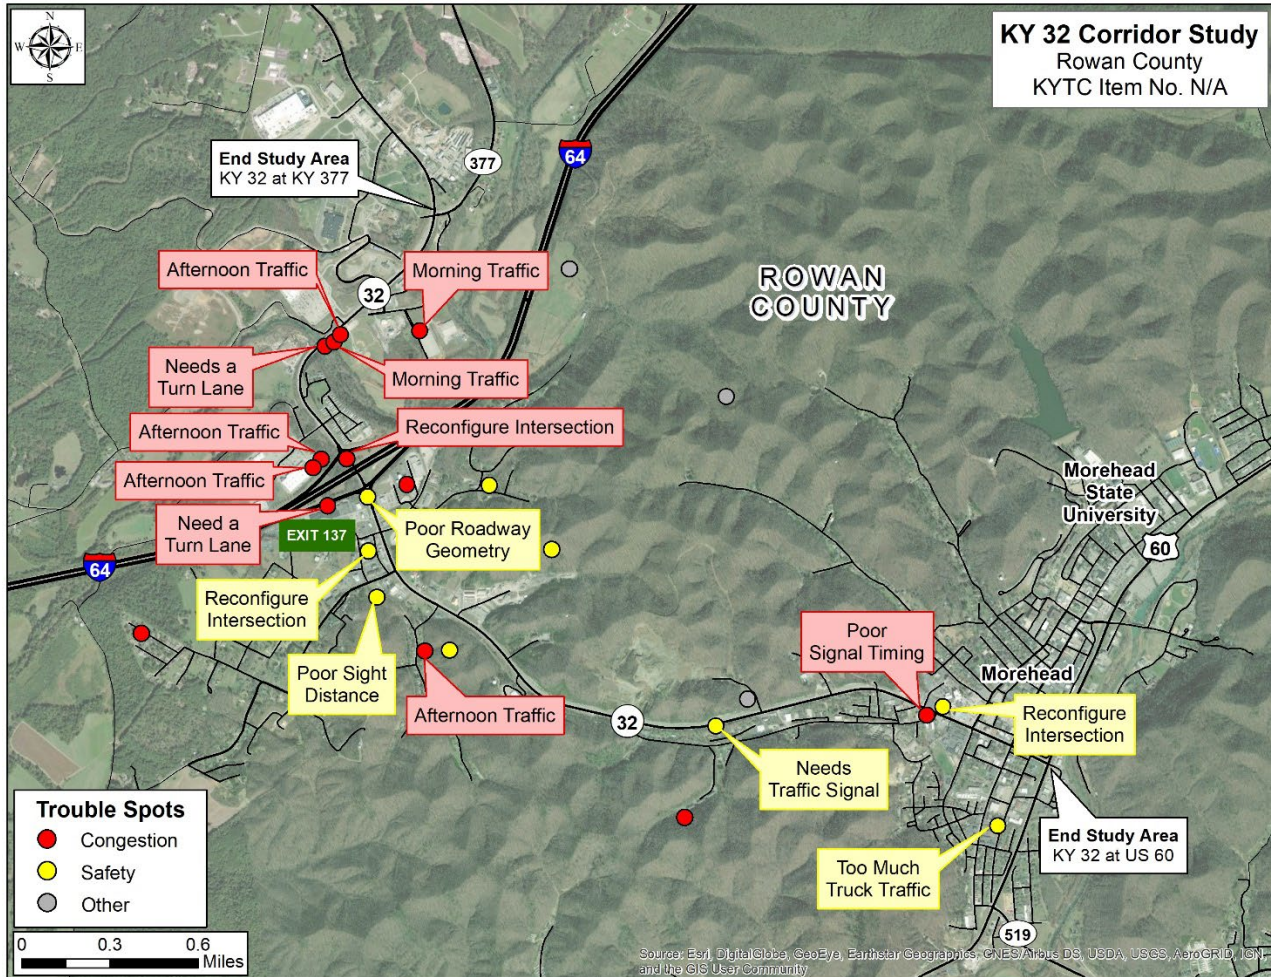 N
W
E
S
KY 32 Corridor Study
Rowan County
KYTC Item No. N/A
End Study Area
KY 32 at KY 377
377
64
Afternoon Traffic
Morning Traffic
32
ROWAN
COUNTY
Needs a
Turn Lane
Morning Traffic
Afternoon Traffic
Reconfigure Intersection
Afternoon Traffic
Need a
Turn Lane
EXIT 137
Poor Roadway
Geometry
Morehead
State
University
60
64
Reconfigure
Intersection
Poor Sight
Distance
Afternoon Traffic
32
Poor
Signal Timing
Morehead
Reconfigure
Intersection
Needs
Traffic Signal
Too Much
Truck Traffic
End Study Area
KY 32 at US 60
519
Trouble Spots
Congestion
Safety
Other
0 0.3 0.6
Miles
Source: Esri, DigitalGlobe, GeoEye, Earthstar Geographics, CNES/Airbus DS, USDA, USGS, AeroGRID, IGN,
and the GIS User Community